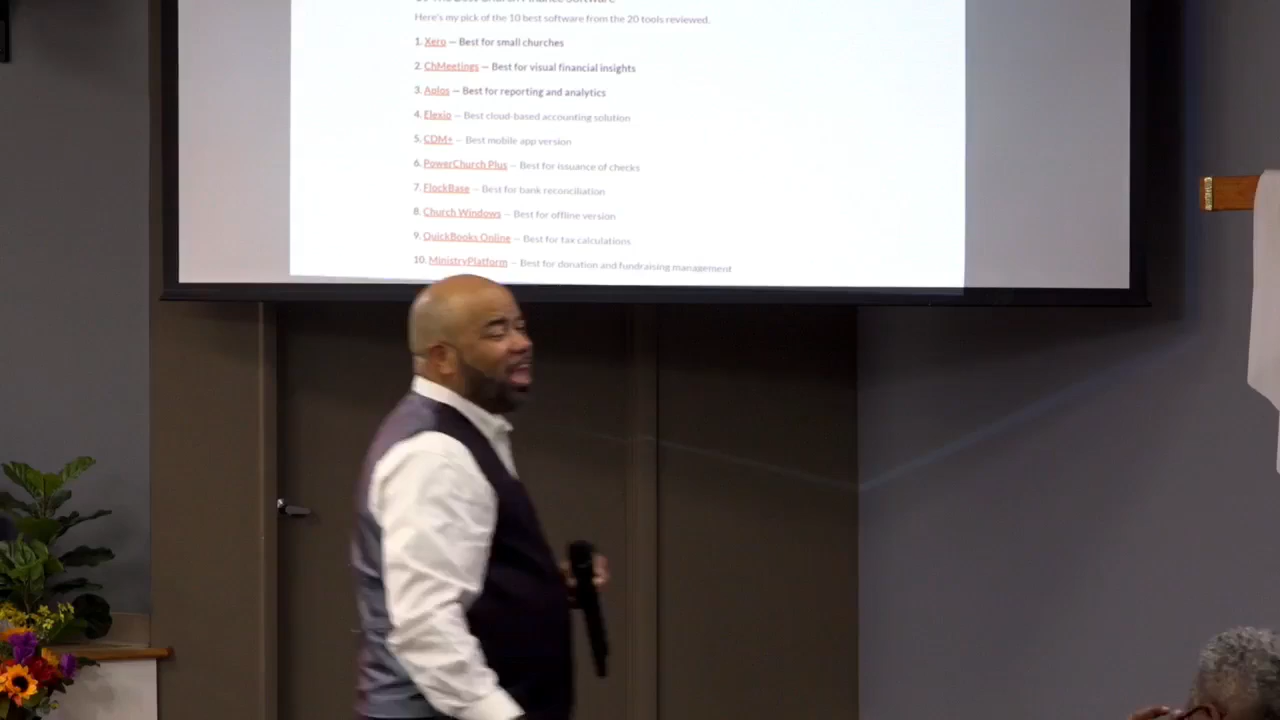 Best Church Finance Software
Here's my pick of the 10 best software from the 20 tools reviewed.
1. Xero — Best for small churches
2. ChMeetings — Best for visual financial insights
3. Aplos — Best for reporting and analytics
4. Elexio — Best cloud-based accounting solution
5. CDM+ — Best mobile app version
6. PowerChurch Plus — Best for issuance of checks
7. FlockBase — Best for bank reconciliation
8. Church Windows — Best for offline version
9. QuickBooks Online — Best for tax calculations
10. MinistryPlatform — Best for donation and fundraising management